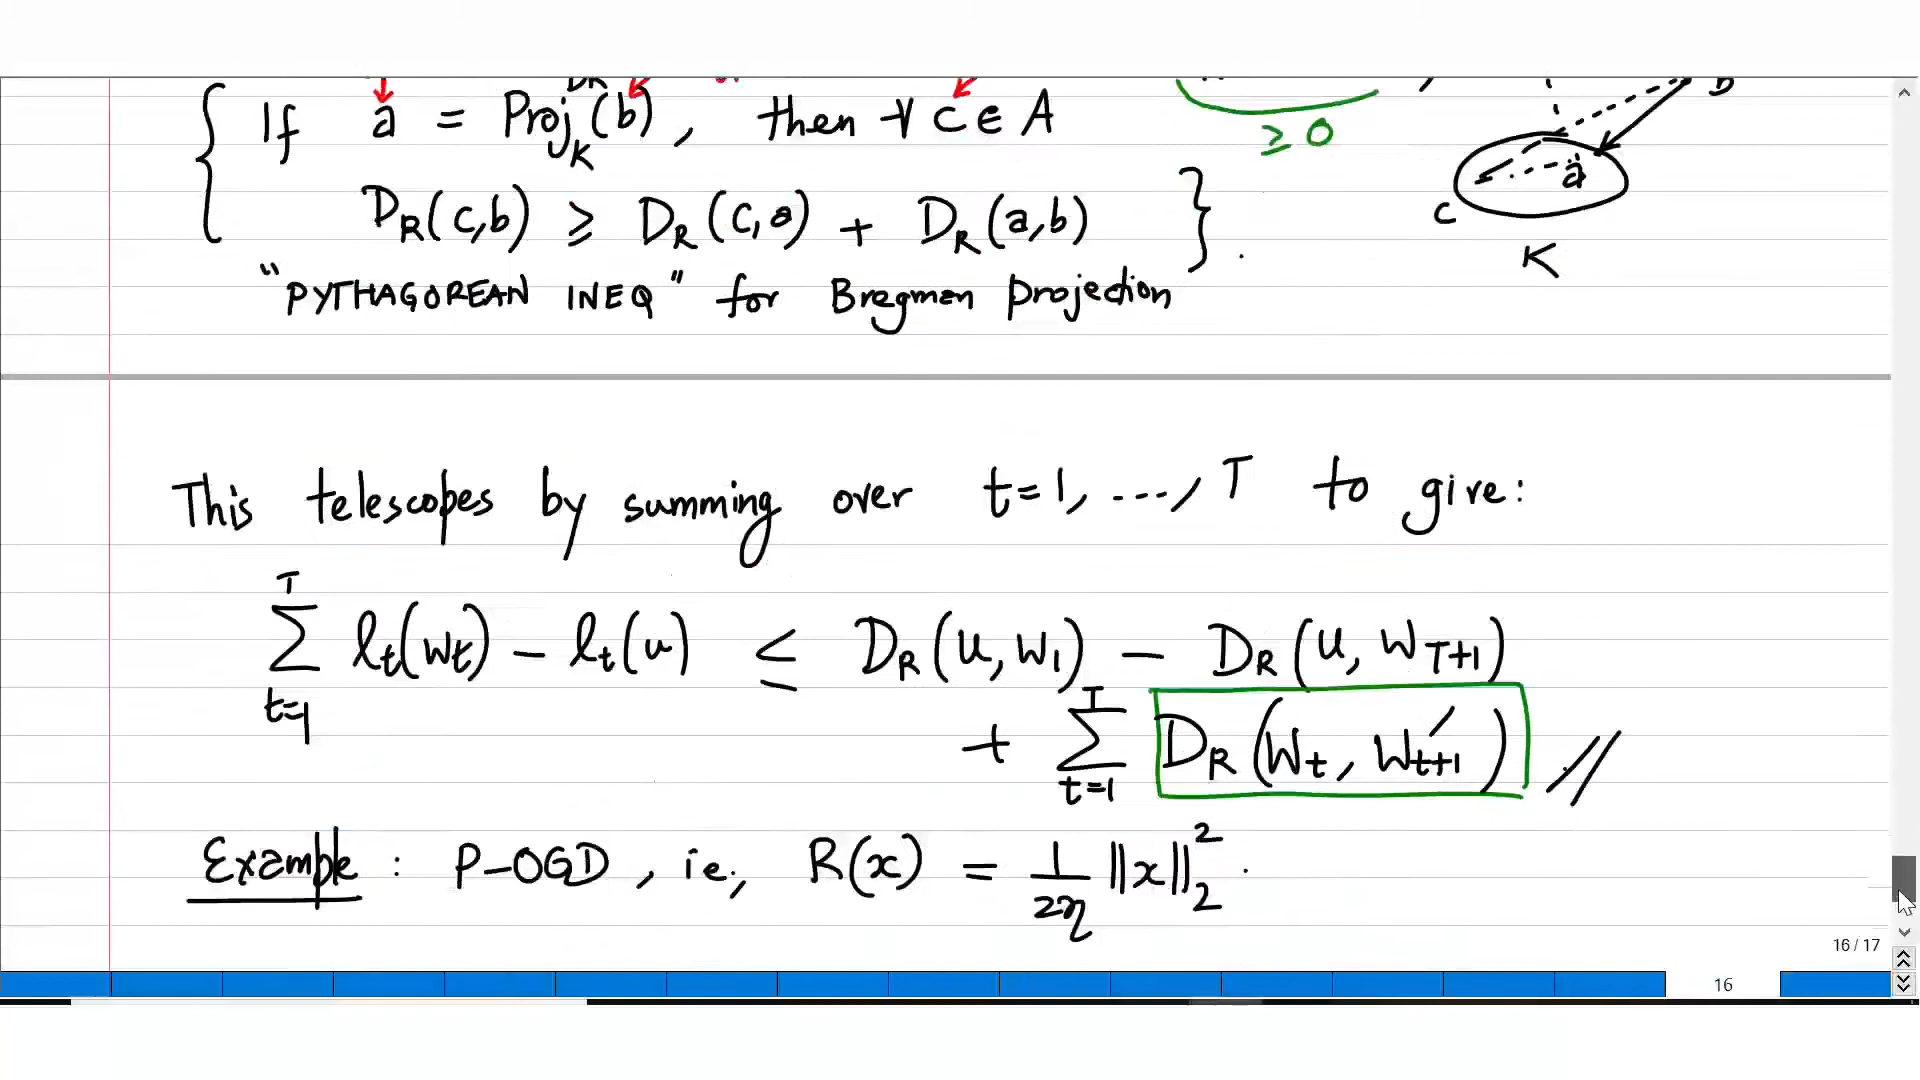 If a = Proj_K^{D_R}(b), then ∀ c ∈ A
≥ 0
b
D_R(c,b) ≥ D_R(c,a) + D_R(a,b)
a
c
K
"PYTHAGOREAN INEQ" for Bregman projection
This telescopes by summing over t=1, ..., T to give:
∑_{t=1}^{T} l_t(w_t) - l_t(u) ≤ D_R(u, w_1) - D_R(u, w_{T+1})
+ ∑_{t=1}^{T} D_R(w_t, w'_{t+1}) //
Example: P-OGD, ie., R(x) = 1/2η ||x||_2^2.
16 / 17
16